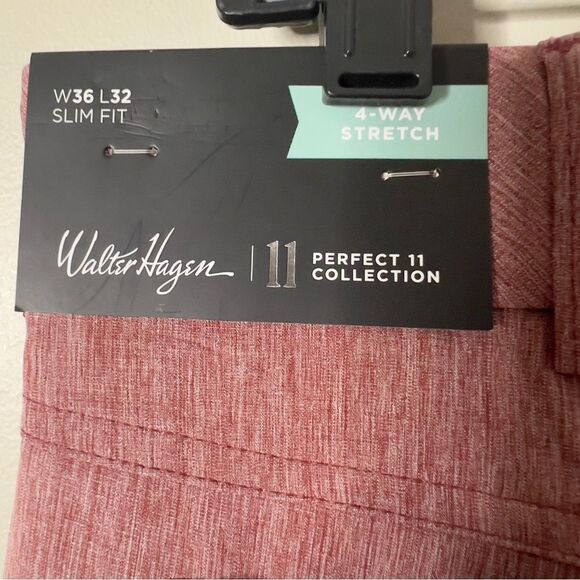 W36 L32
SLIM FIT
4-WAY
STRETCH
Walter Hagen | 11 PERFECT 11
COLLECTION